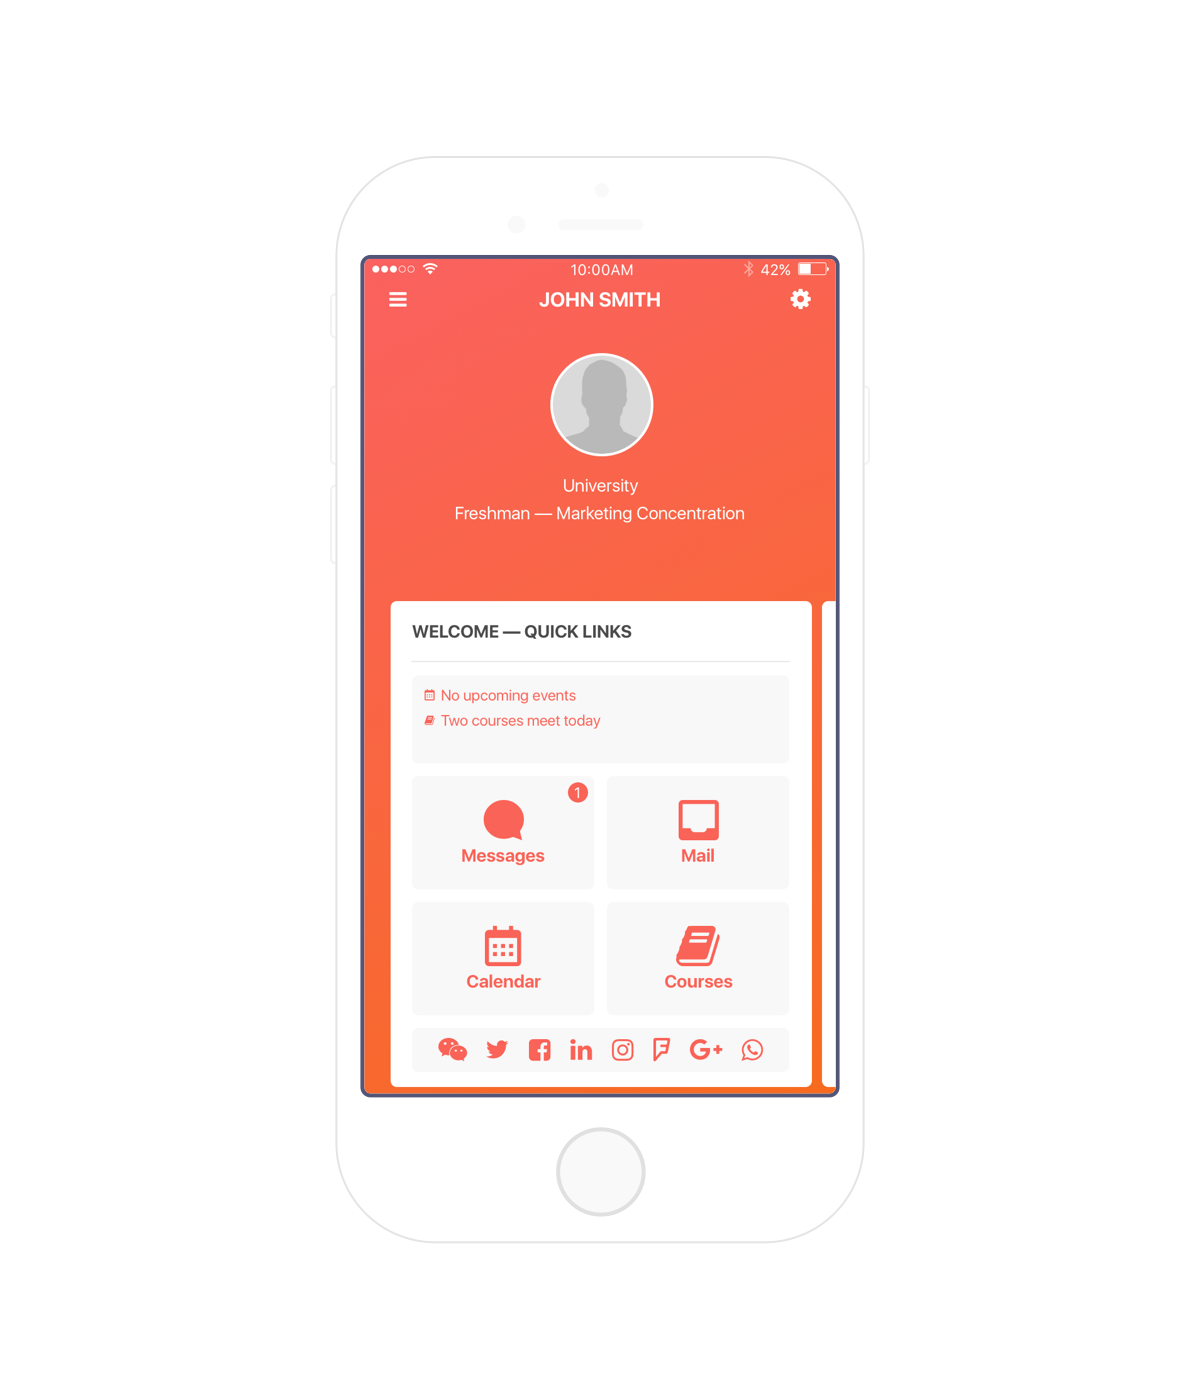 10:00AM
42%
JOHN SMITH
University
Freshman — Marketing Concentration
WELCOME — QUICK LINKS
No upcoming events
Two courses meet today
1
Messages
Mail
Calendar
Courses
f in G+